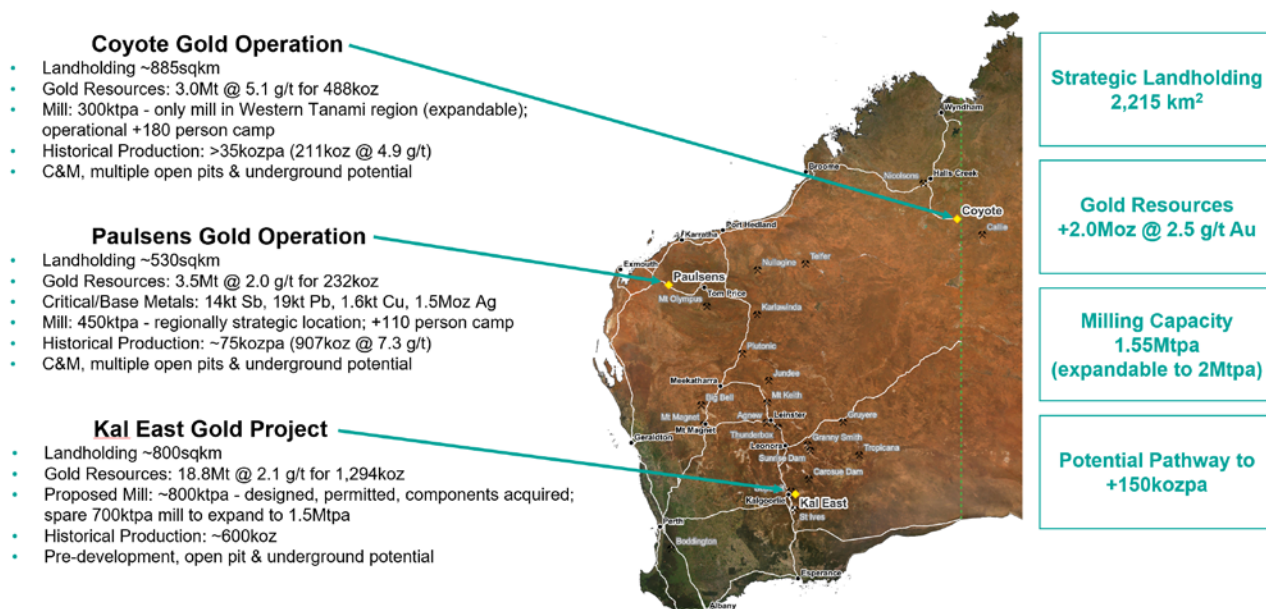 Coyote Gold Operation
• Landholding ~885sqkm
• Gold Resources: 3.0Mt @ 5.1 g/t for 488koz
• Mill: 300ktpa - only mill in Western Tanami region (expandable);
operational +180 person camp
• Historical Production: >35kozpa (211koz @ 4.9 g/t)
• C&M, multiple open pits & underground potential
Paulsens Gold Operation
• Landholding ~530sqkm
• Gold Resources: 3.5Mt @ 2.0 g/t for 232koz
• Critical/Base Metals: 14kt Sb, 19kt Pb, 1.6kt Cu, 1.5Moz Ag
• Mill: 450ktpa - regionally strategic location; +110 person camp
• Historical Production: ~75kozpa (907koz @ 7.3 g/t)
• C&M, multiple open pits & underground potential
Kal East Gold Project
• Landholding ~800sqkm
• Gold Resources: 18.8Mt @ 2.1 g/t for 1,294koz
• Proposed Mill: ~800ktpa - designed, permitted, components acquired;
spare 700ktpa mill to expand to 1.5Mtpa
• Historical Production: ~600koz
• Pre-development, open pit & underground potential
Wyndham
Broome
Nicolsons
Halls Creek
Coyote
Callie
Port Hedland
Karratha
Exmouth
Nullagine
Telfer
Paulsens
Tom Price
Mt Olympus
Karlawinda
Plutonic
Jundee
Meekatharra
Big Bell
Mt Keith
Mt Magnet
Agnew
Leinster
Gruyere
Mt Magnet
Geraldton
Thunderbox
Granny Smith
Leonora
Tropicana
Sunrise Dam
Carosue Dam
Kalgoorlie
Kal East
St Ives
Perth
Boddington
Esperance
Albany
Strategic Landholding
2,215 km²
Gold Resources
+2.0Moz @ 2.5 g/t Au
Milling Capacity
1.55Mtpa
(expandable to 2Mtpa)
Potential Pathway to
+150kozpa